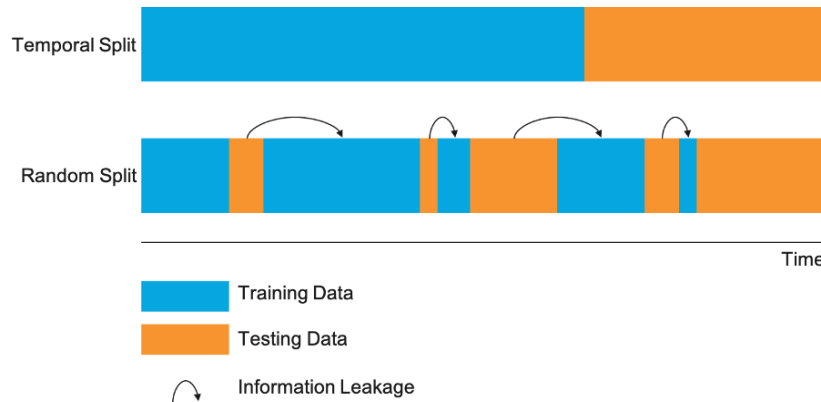 Temporal Split
Random Split
Time
Training Data
Testing Data
Information Leakage